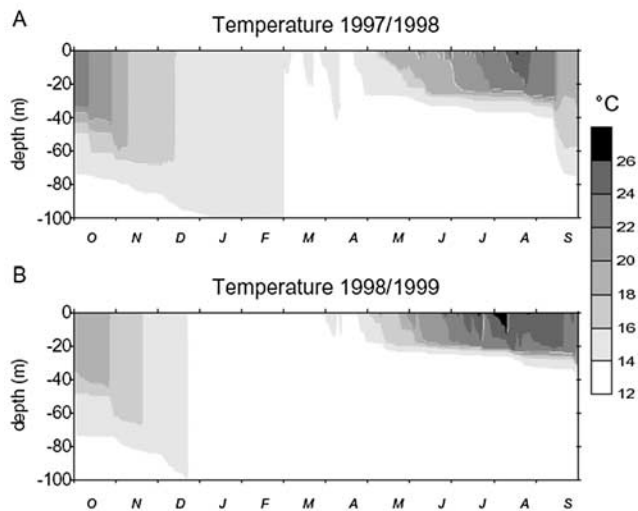 A
Temperature 1997/1998
0
-20
-40
-60
-80
-100
depth (m)
O N D J F M A M J J A S
°C
26
24
22
20
18
16
14
12
B
Temperature 1998/1999
0
-20
-40
-60
-80
-100
depth (m)
O N D J F M A M J J A S